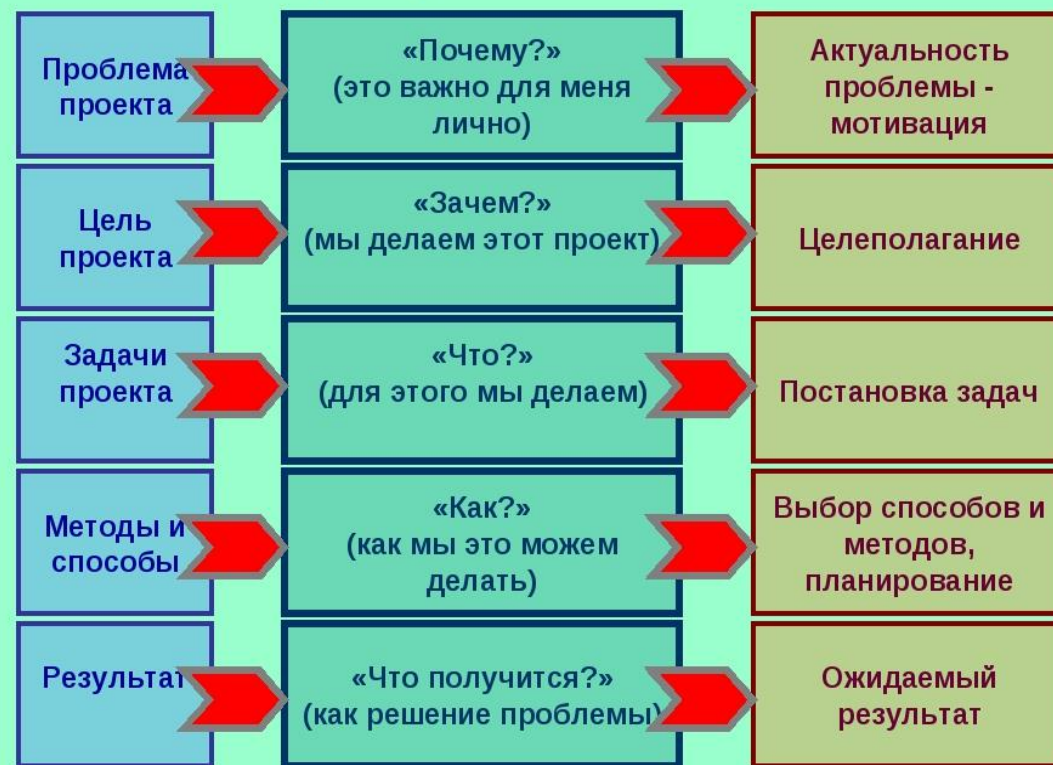 Проблема
проекта
«Почему?»
(это важно для меня
лично)
Актуальность
проблемы -
мотивация
Цель
проекта
«Зачем?»
(мы делаем этот проект)
Целеполагание
Задачи
проекта
«Что?»
(для этого мы делаем)
Постановка задач
Методы и
способы
«Как?»
(как мы это можем
делать)
Выбор способов и
методов,
планирование
Результат
«Что получится?»
(как решение проблемы)
Ожидаемый
результат